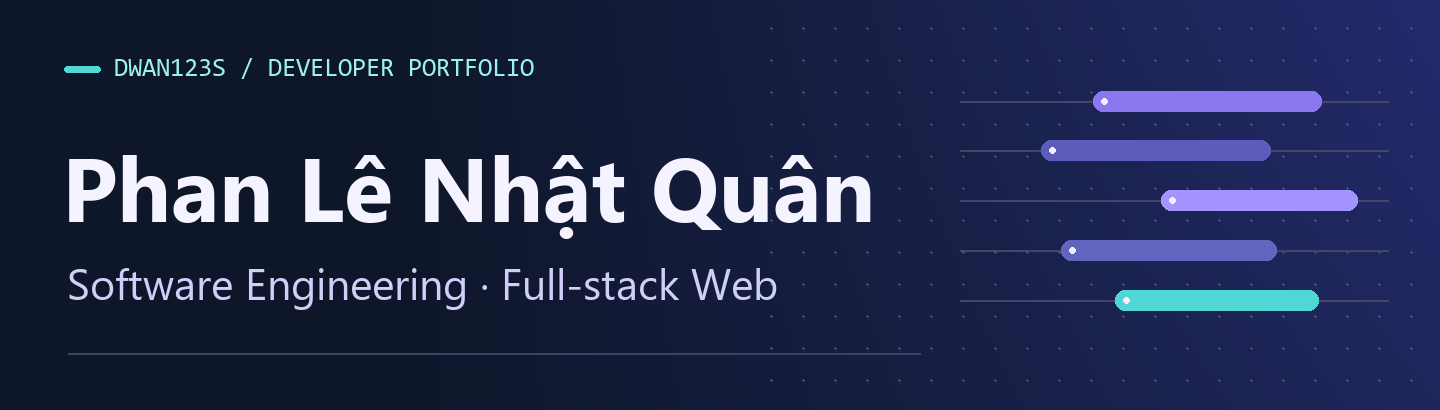 DWAN123S / DEVELOPER PORTFOLIO
Phan Lê Nhật Quân
Software Engineering · Full-stack Web